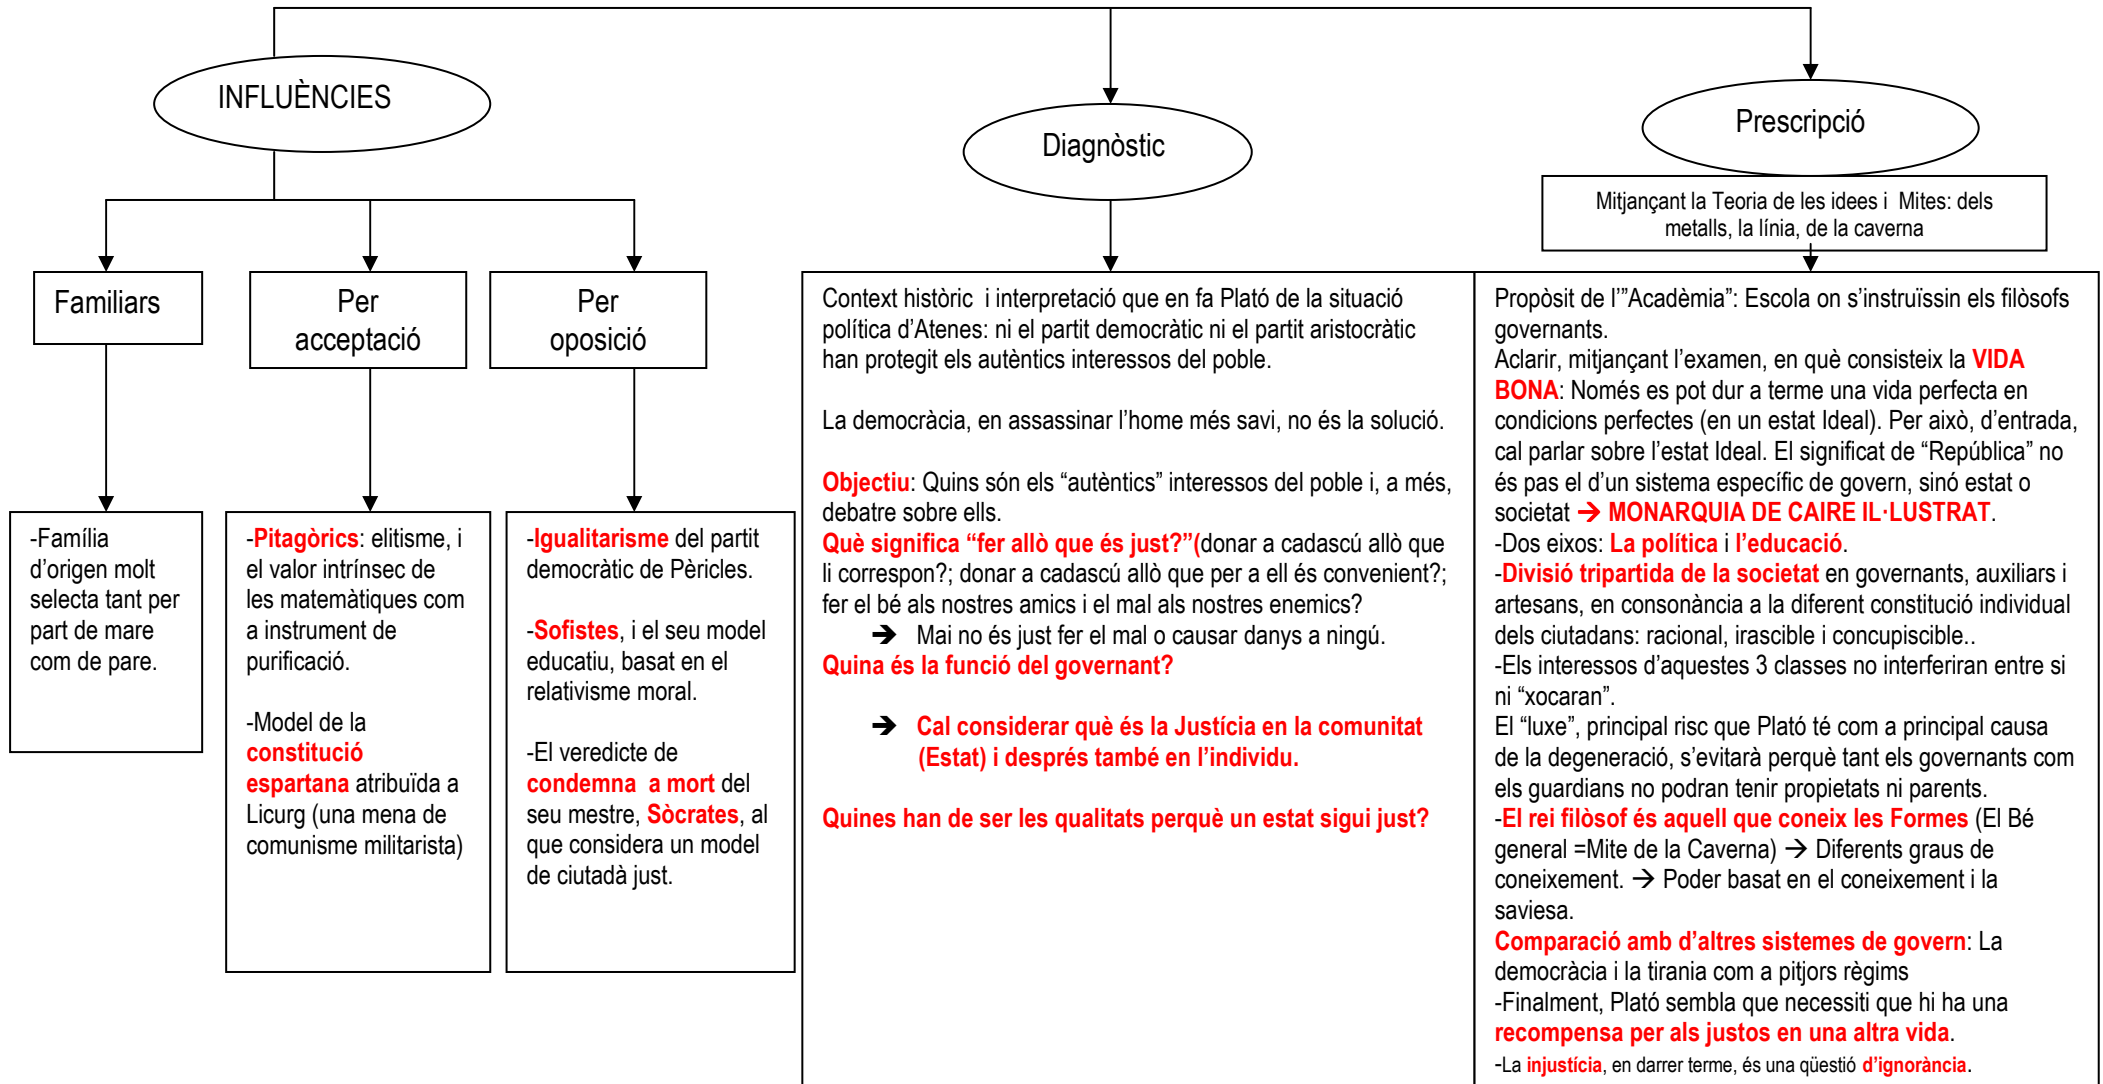 INFLUÈNCIES
Familiars
-Família
d’origen molt
selecta tant per
part de mare
com de pare.
Per
acceptació
-Pitagòrics: elitisme, i
el valor intrínsec de
les matemàtiques com
a instrument de
purificació.
-Model de la
constitució
espartana atribuïda a
Licurg (una mena de
comunisme militarista)
Per
oposició
-Igualitarisme del partit
democràtic de Pèricles.
-Sofistes, i el seu model
educatiu, basat en el
relativisme moral.
-El veredicte de
condemna a mort del
seu mestre, Sòcrates, al
que considera un model
de ciutadà just.
Diagnòstic
Context històric i interpretació que en fa Plató de la situació
política d’Atenes: ni el partit democràtic ni el partit aristocràtic
han protegit els autèntics interessos del poble.
La democràcia, en assassinar l’home més savi, no és la solució.
Objectiu: Quins són els “autèntics” interessos del poble i, a més,
debatre sobre ells.
Què significa “fer allò que és just?”(donar a cadascú allò que
li correspon?; donar a cadascú allò que per a ell és convenient?;
fer el bé als nostres amics i el mal als nostres enemics?
➔ Mai no és just fer el mal o causar danys a ningú.
Quina és la funció del governant?
➔ Cal considerar què és la Justícia en la comunitat
(Estat) i després també en l’individu.
Quines han de ser les qualitats perquè un estat sigui just?
Prescripció
Mitjançant la Teoria de les idees i Mites: dels
metalls, la línia, de la caverna
Propòsit de l’”Acadèmia”: Escola on s’instruïssin els filòsofs
governants.
Aclarir, mitjançant l’examen, en què consisteix la VIDA
BONA: Només es pot dur a terme una vida perfecta en
condicions perfectes (en un estat Ideal). Per això, d’entrada,
cal parlar sobre l’estat Ideal. El significat de “República” no
és pas el d’un sistema específic de govern, sinó estat o
societat ➔ MONARQUIA DE CAIRE IL·LUSTRAT.
-Dos eixos: La política i l’educació.
-Divisió tripartida de la societat en governants, auxiliars i
artesans, en consonància a la diferent constitució individual
dels ciutadans: racional, irascible i concupiscible..
-Els interessos d’aquestes 3 classes no interferiran entre si
ni “xocaran”.
El “luxe”, principal risc que Plató té com a principal causa
de la degeneració, s’evitarà perquè tant els governants com
els guardians no podran tenir propietats ni parents.
-El rei filòsof és aquell que coneix les Formes (El Bé
general =Mite de la Caverna) → Diferents graus de
coneixement. → Poder basat en el coneixement i la
saviesa.
Comparació amb d’altres sistemes de govern: La
democràcia i la tirania com a pitjors règims
-Finalment, Plató sembla que necessiti que hi ha una
recompensa per als justos en una altra vida.
-La injustícia, en darrer terme, és una qüestió d’ignorància.